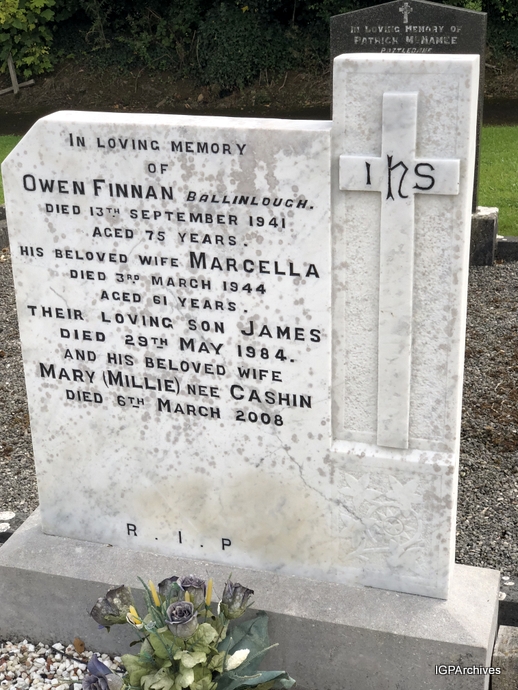 IN LOVING MEMORY
OF
OWEN FINNAN BALLINLOUGH.
DIED 13TH SEPTEMBER 1941
AGED 75 YEARS.
HIS BELOVED WIFE MARCELLA
DIED 3RD MARCH 1944
AGED 61 YEARS.
THEIR LOVING SON JAMES
DIED 29TH MAY 1984.
AND HIS BELOVED WIFE
MARY (MILLIE) NEE CASHIN
DIED 6TH MARCH 2008
R. I. P
IHS
IN LOVING MEMORY OF
PATRICK MCNAMEE
IGPArchives